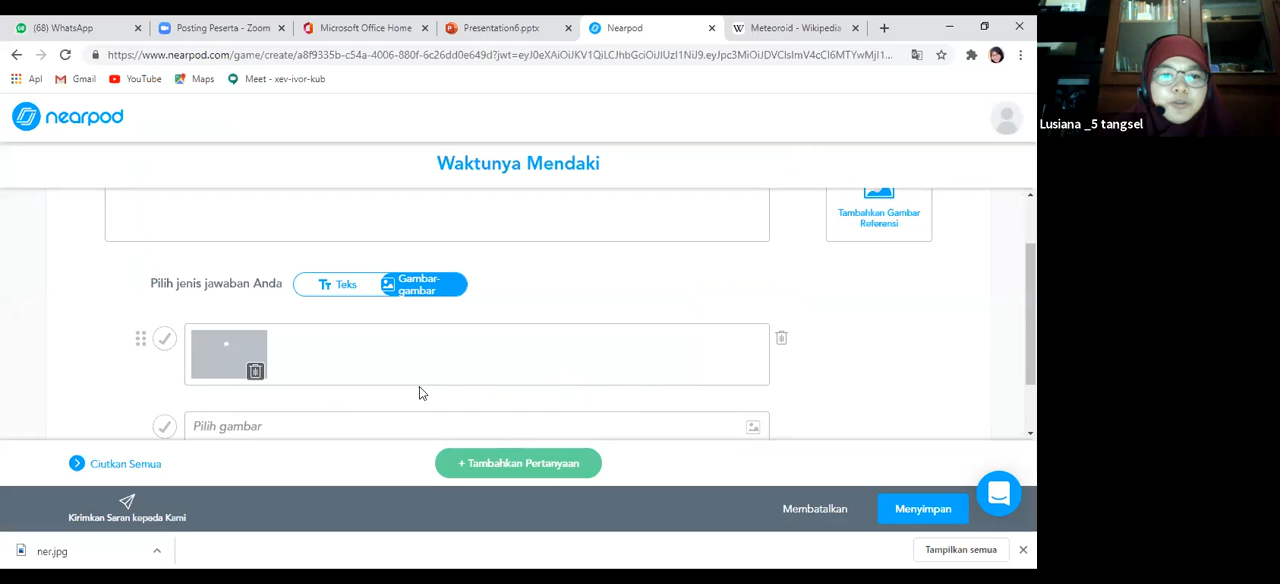 (68) WhatsApp
Posting Peserta - Zoom
Microsoft Office Home
Presentation6.pptx
Nearpod
Meteoroid - Wikipedia
https://www.nearpod.com/game/create/a8f9335b-c54a-4006-880f-6c26dd0e649d?jwt=
Apl
Gmail
YouTube
Maps
Meet - xev-ivor-kub
Lusiana _5 tangsel
nearpod
Waktunya Mendaki
Tambahkan Gambar
Referensi
Pilih jenis jawaban Anda
Teks
Gambar-
gambar
Pilih gambar
Ciutkan Semua
+ Tambahkan Pertanyaan
Kirimkan Saran kepada Kami
Membatalkan
Menyimpan
ner.jpg
Tampilkan semua